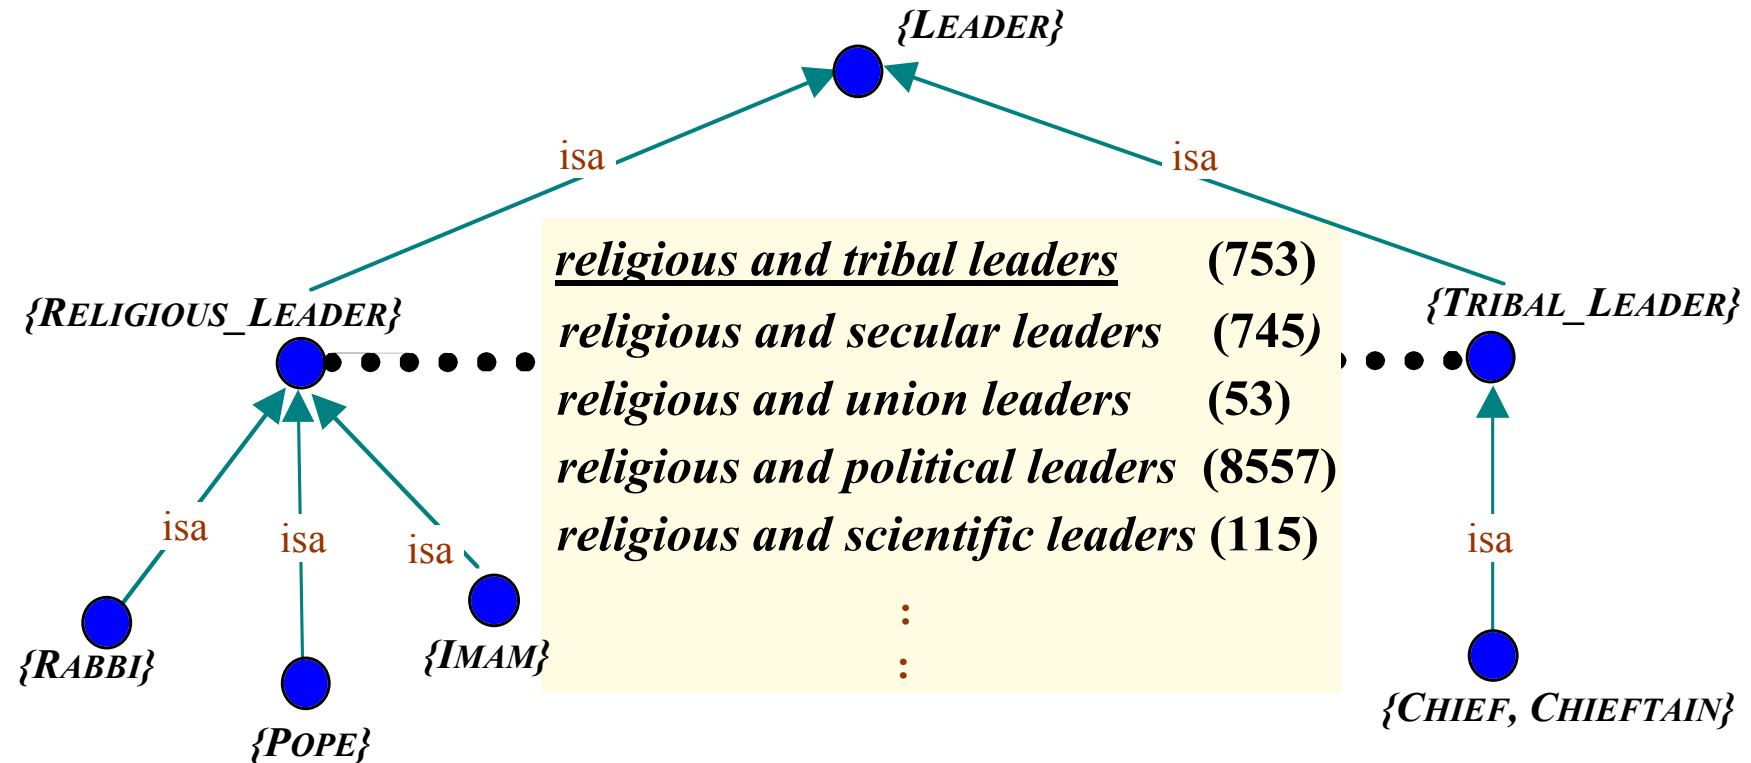 {LEADER}
isa
isa
religious and tribal leaders (753)
{RELIGIOUS_LEADER}
{TRIBAL_LEADER}
religious and secular leaders (745)
religious and union leaders (53)
religious and political leaders (8557)
religious and scientific leaders (115)
isa
isa
isa
isa
:
:
{RABBI}
{IMAM}
{CHIEF, CHIEFTAIN}
{POPE}